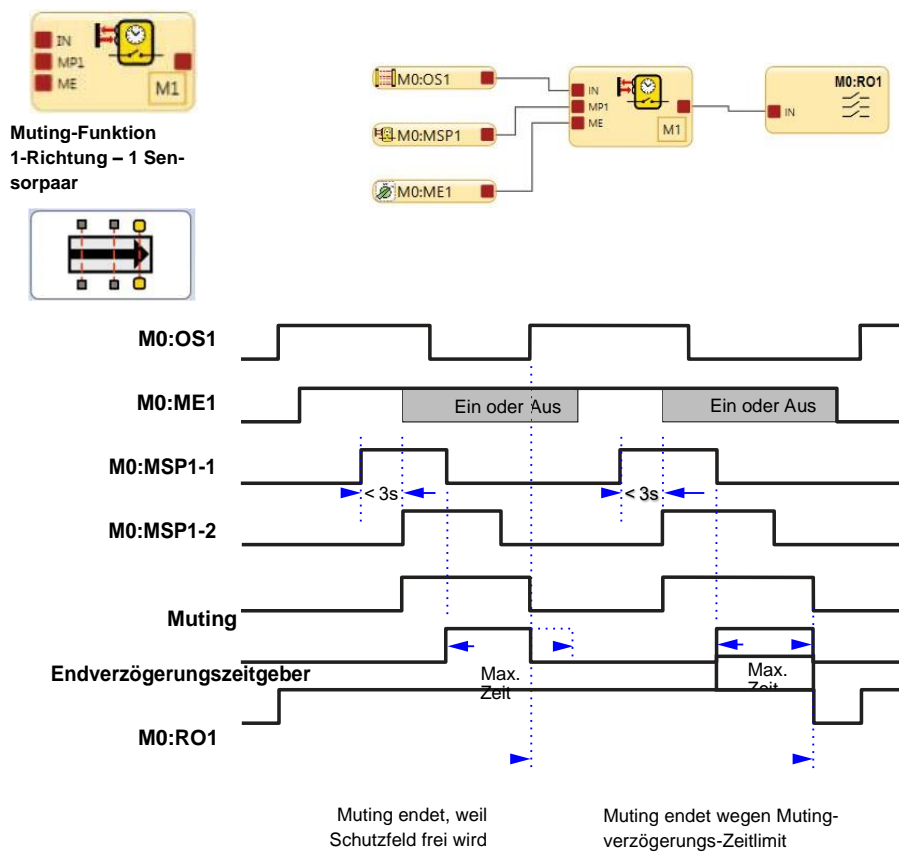 IN
MP1
ME
M1
Muting-Funktion
1-Richtung – 1 Sen-
sorpaar
M0:OS1
M0:MSP1
M0:ME1
IN
MP1
ME
M1
M0:RO1
IN
M0:OS1
M0:ME1
Ein oder Aus
Ein oder Aus
M0:MSP1-1
< 3s
< 3s
M0:MSP1-2
Muting
Endverzögerungszeitgeber
Max.
Zeit
Max.
Zeit
M0:RO1
Muting endet, weil
Schutzfeld frei wird
Muting endet wegen Muting-
verzögerungs-Zeitlimit